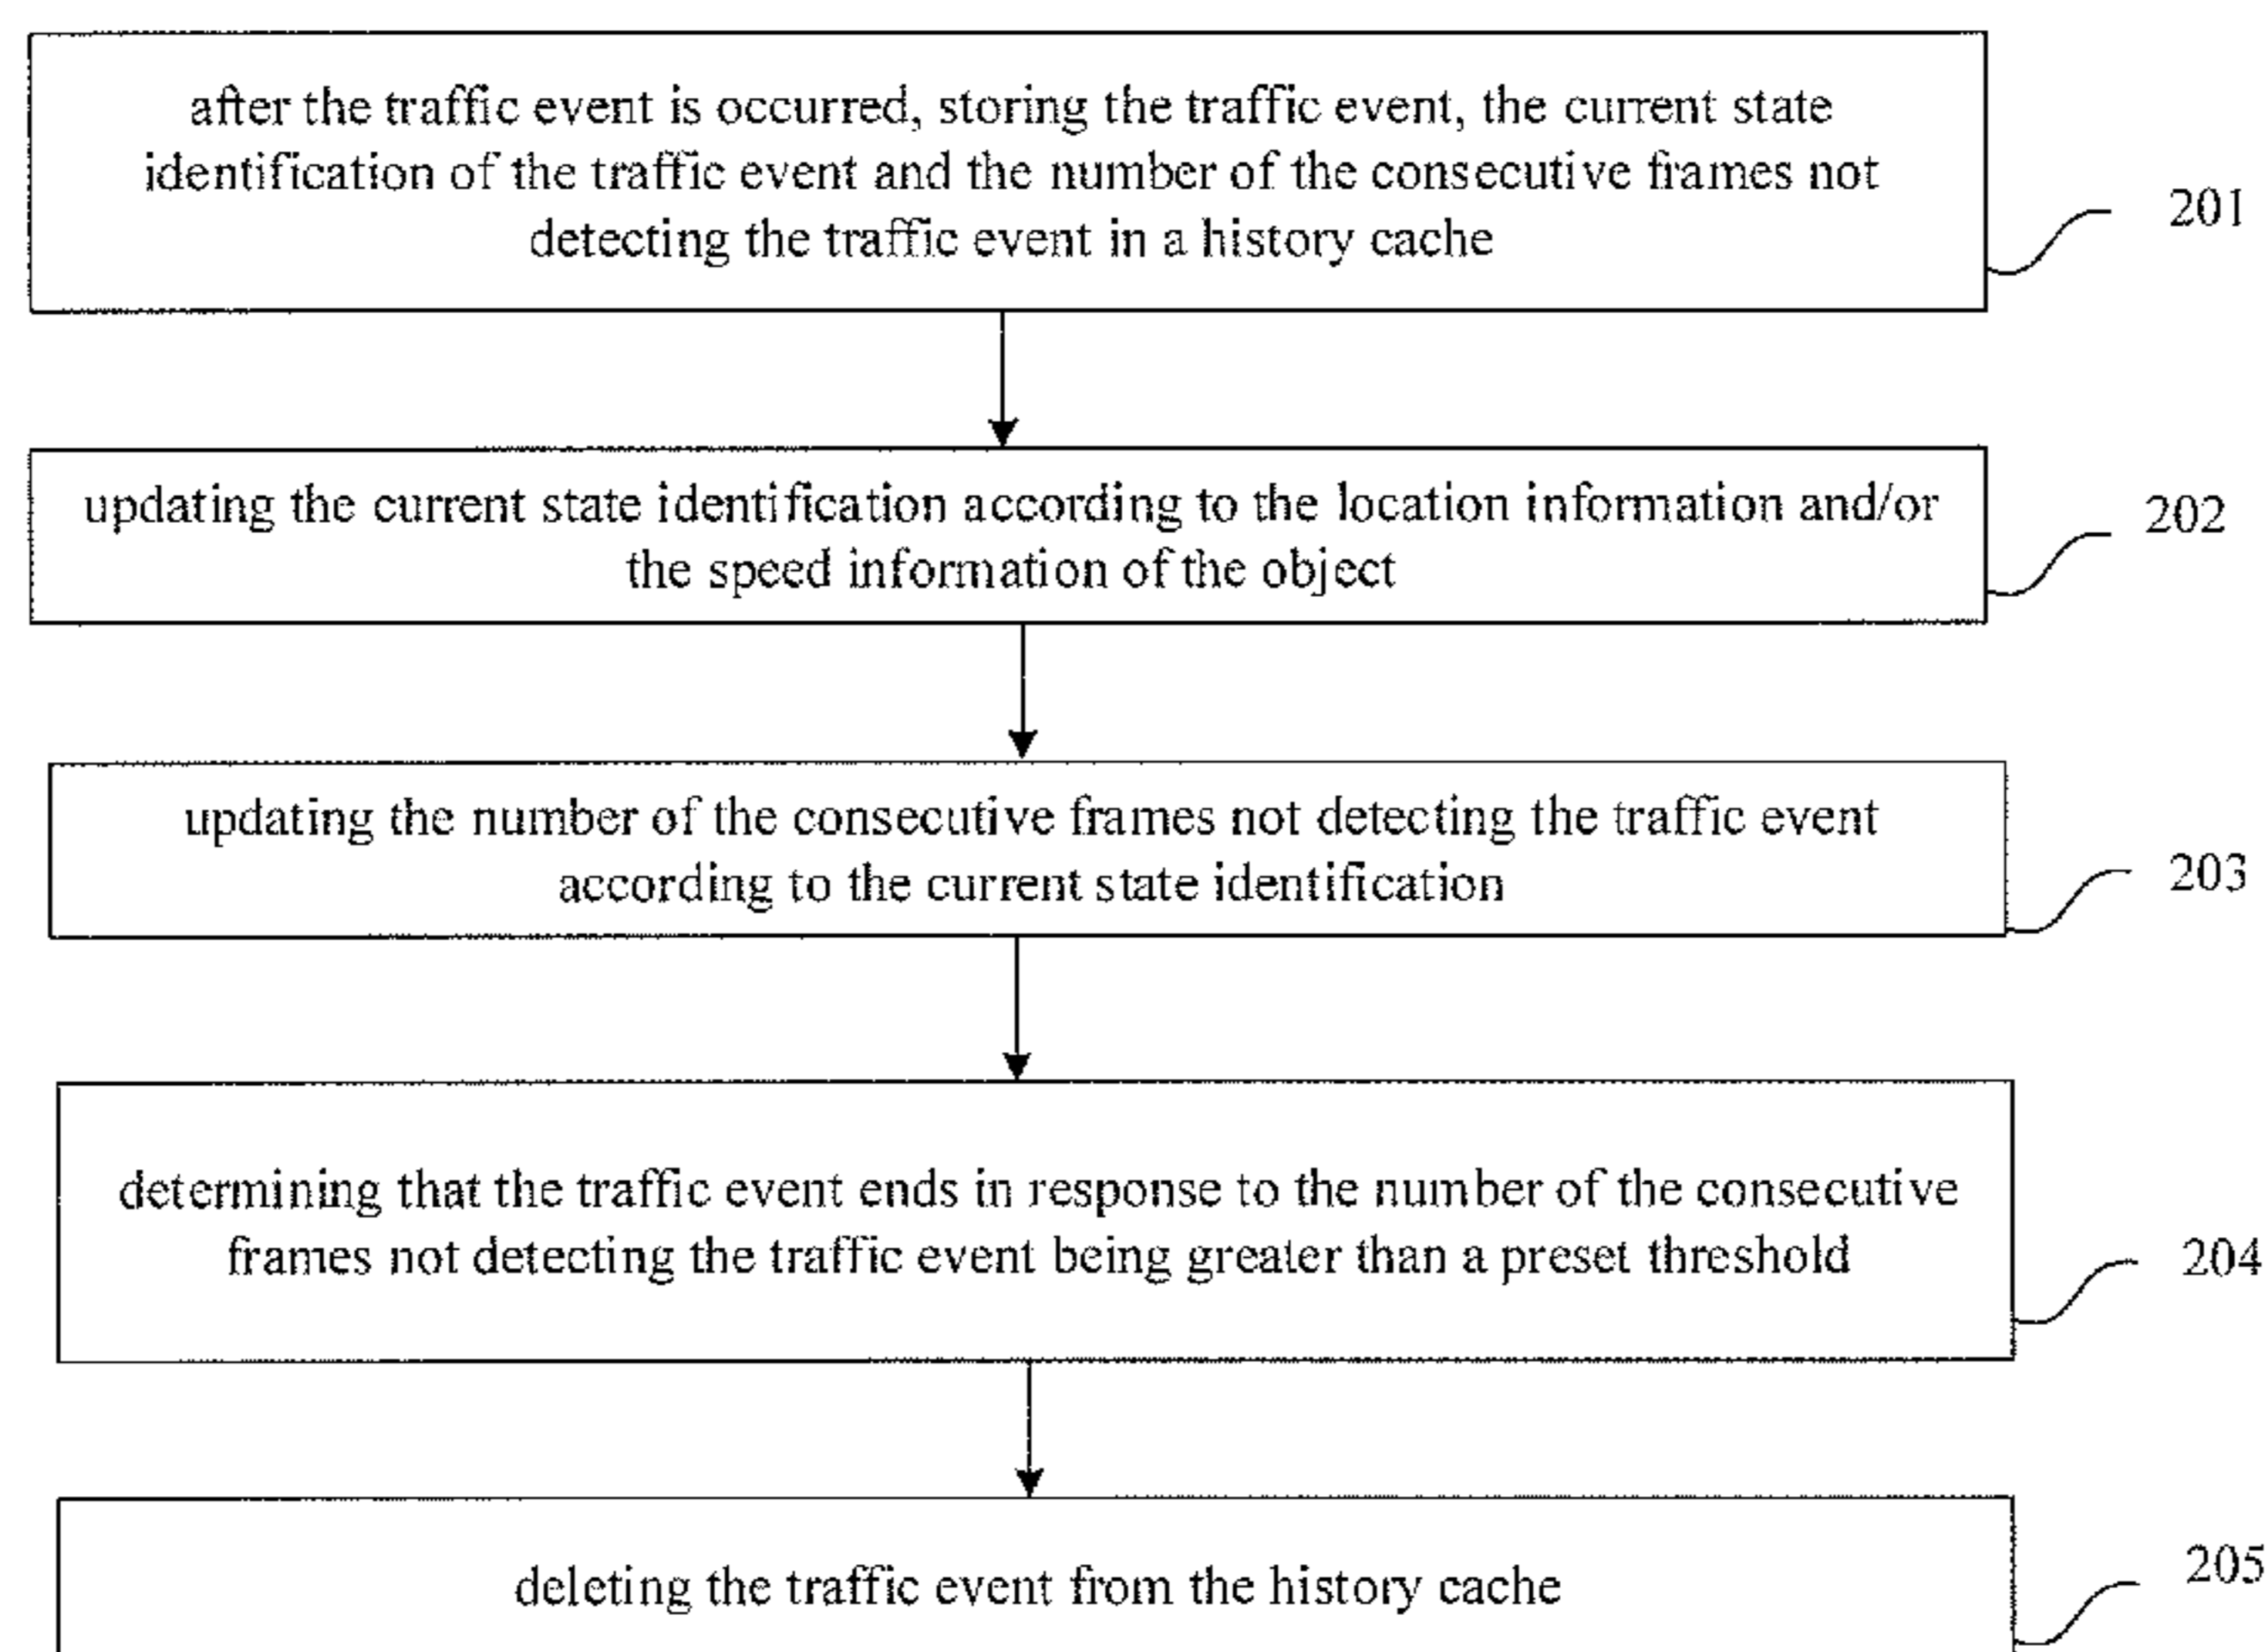 after the traffic event is occurred, storing the traffic event, the current state
identification of the traffic event and the number of the consecutive frames not
detecting the traffic event in a history cache
201
updating the current state identification according to the location information and/or
the speed information of the object
202
updating the number of the consecutive frames not detecting the traffic event
according to the current state identification
203
determining that the traffic event ends in response to the number of the consecutive
frames not detecting the traffic event being greater than a preset threshold
204
deleting the traffic event from the history cache
205